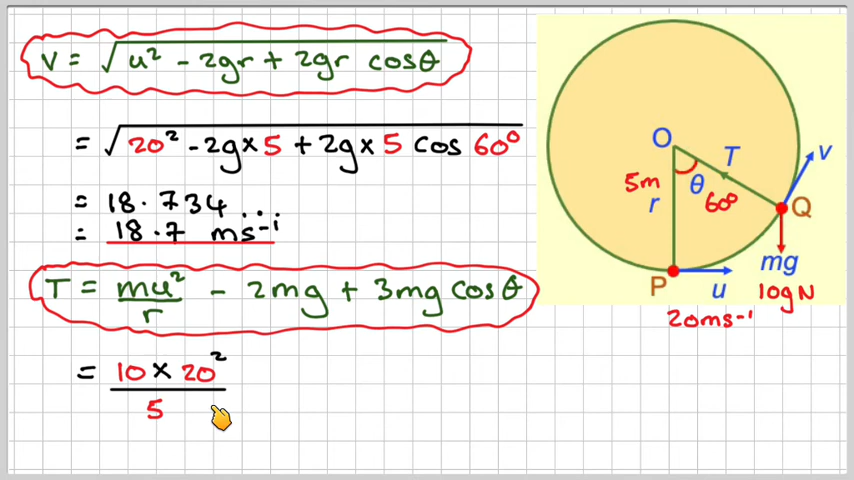 V = √u² - 2gr + 2gr cosθ
= √20² - 2g×5 + 2g×5 cos 60°
= 18.734...
= 18.7 ms⁻¹
T = mu²/r - 2mg + 3mg cosθ
= 10 × 20²/5
O
T
v
5m
θ
r
60°
Q
mg
P
u
10gN
20ms⁻¹